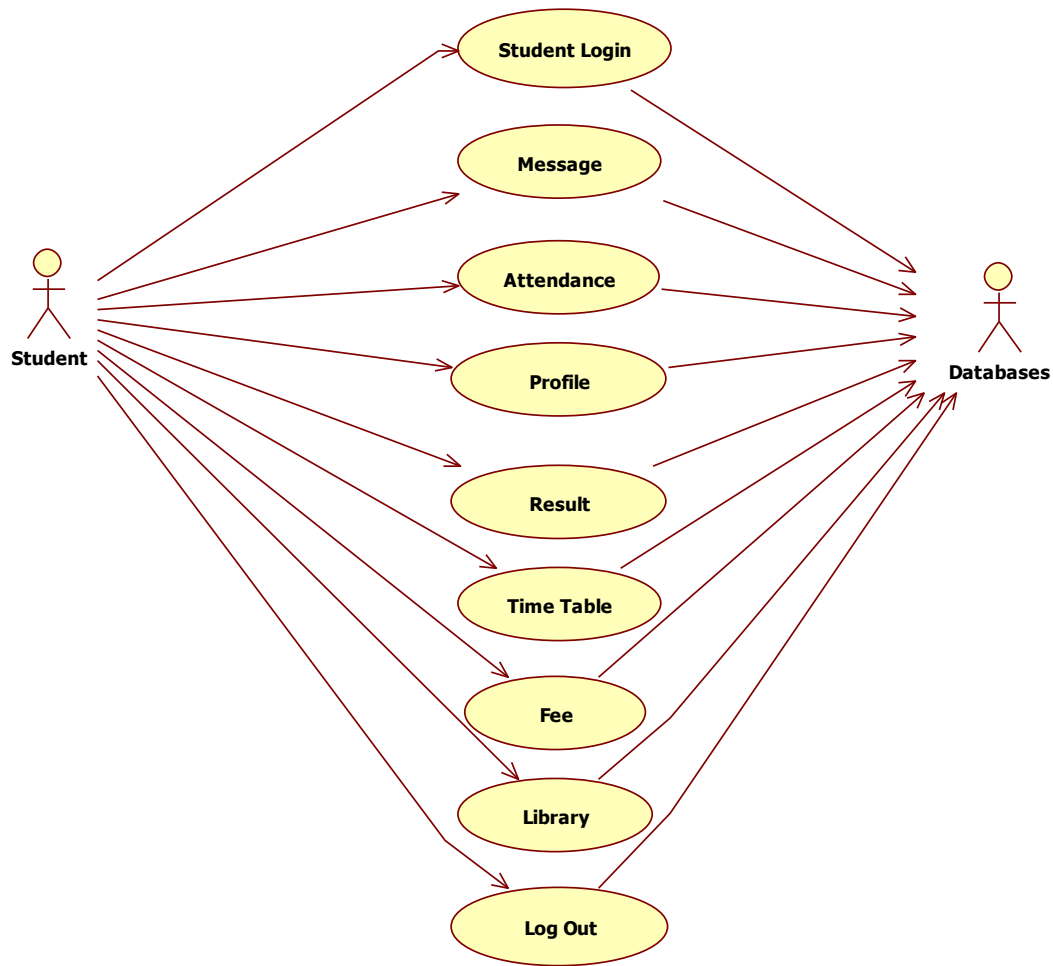 Student Login
Message
Attendance
Student
Profile
Databases
Result
Time Table
Fee
Library
Log Out